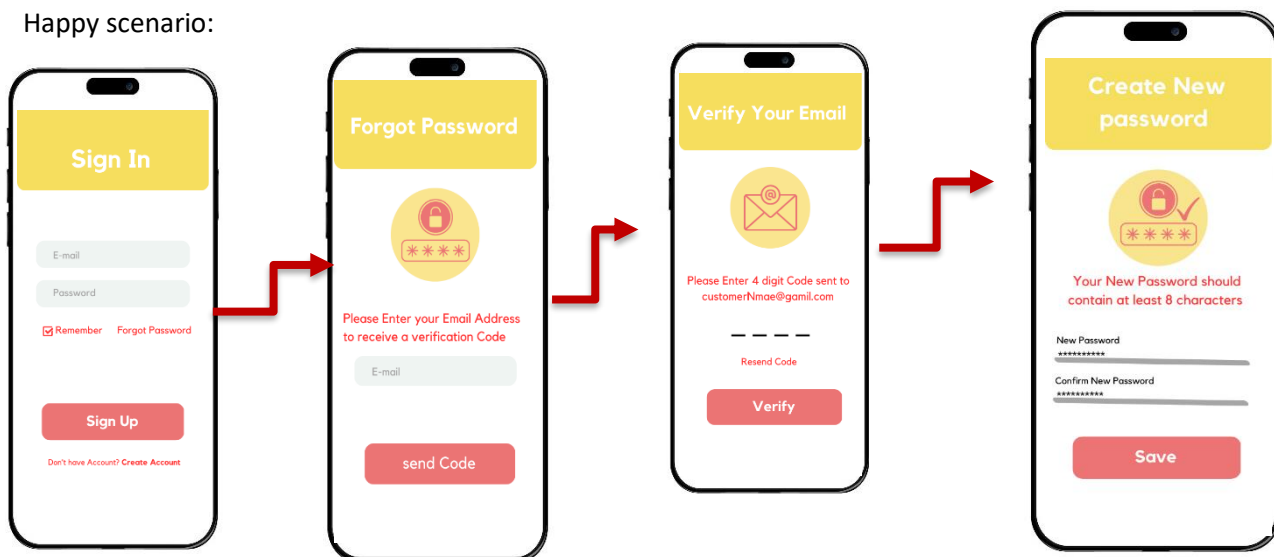 Happy scenario:
Sign In
E-mail
Password
Remember Forgot Password
Sign Up
Don't have Account? Create Account
Forgot Password
****
Please Enter your Email Address
to receive a verification Code
E-mail
send Code
Verify Your Email
@
Please Enter 4 digit Code sent to
customerNmae@gamil.com
Resend Code
Verify
Create New
password
****
Your New Password should
contain at least 8 characters
New Password
**********
Confirm New Password
**********
Save